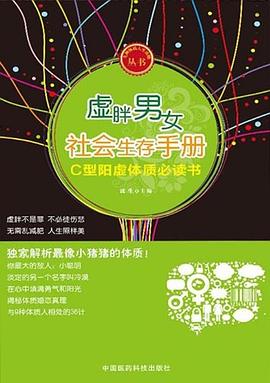 丛书
虚胖男女
社会生存手册
C型阳虚体质必读书
虚胖不是罪 不必徒伤悲
无需乱减肥 人生照样美
独家解析最像小猪猪的体质！
你最大的敌人：小聪明
淡定的另一个名字叫冷漠
在心中填满勇气和阳光
揭秘体质婚恋真理
与9种体质人相处的36计
中国医药科技出版社